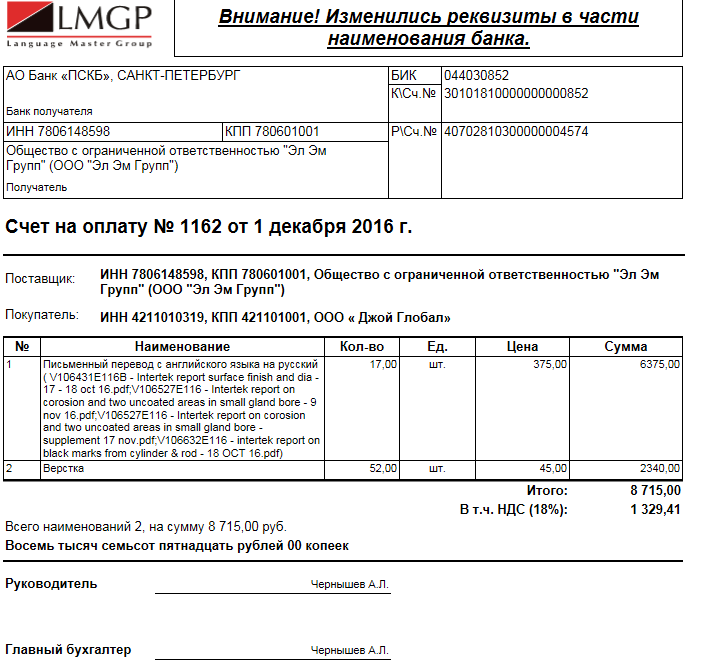 LMGP
Language Master Group
Внимание! Изменились реквизиты в части
наименования банка.
АО Банк «ПСКБ», САНКТ-ПЕТЕРБУРГ
БИК
044030852
К\Сч.№
30101810000000000852
Банк получателя
ИНН 7806148598
КПП 780601001
Р\Сч.№
40702810300000004574
Общество с ограниченной ответственностью "Эл Эм
Групп" (ООО "Эл Эм Групп")
Получатель
Счет на оплату № 1162 от 1 декабря 2016 г.
Поставщик:
ИНН 7806148598, КПП 780601001, Общество с ограниченной ответственностью "Эл Эм
Групп" (ООО "Эл Эм Групп")
Покупатель:
ИНН 4211010319, КПП 421101001, ООО « Джой Глобал»
№ Наименование Кол-во Ед. Цена Сумма
1 Письменный перевод с английского языка на русский 17,00 шт. 375,00 6375,00
( V106431E116B - Intertek report surface finish and dia -
17 - 18 oct 16.pdf;V106527E116 - Intertek report on
corosion and two uncoated areas in small gland bore - 9
nov 16.pdf;V106527E116 - Intertek report on corosion
and two uncoated areas in small gland bore -
supplement 17 nov.pdf;V106632E116 - intertek report on
black marks from cylinder & rod - 18 OCT 16.pdf)
2 Верстка 52,00 шт. 45,00 2340,00
Итого: 8 715,00
В т.ч. НДС (18%): 1 329,41
Всего наименований 2, на сумму 8 715,00 руб.
Восемь тысяч семьсот пятнадцать рублей 00 копеек
Руководитель Чернышев А.Л.
Главный бухгалтер Чернышев А.Л.